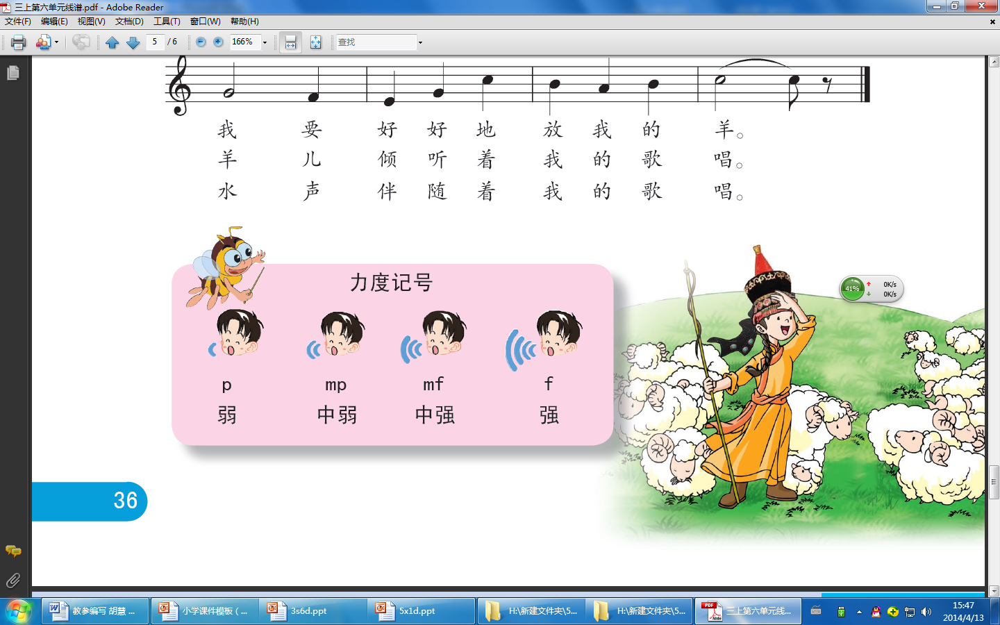 三上第六单元线谱.pdf - Adobe Reader
文件(F) 编辑(E) 视图(V) 文档(D) 工具(T) 窗口(W) 帮助(H)
5 / 6 166% 查找
我 要 好 好 地 放 我 的 羊。
羊 儿 倾 听 着 我 的 歌 唱。
水 声 伴 随 着 我 的 歌 唱。
力度记号
41% 0K/s
0K/s
p mp mf f
弱 中弱 中强 强
36
教参编写 胡慧 ... 小学课件模板 ( ... 3s6d.ppt 5x1d.ppt H:\新建文件夹\5... H:\新建文件夹\5... 三上第六单元线...
15:47
2014/4/13